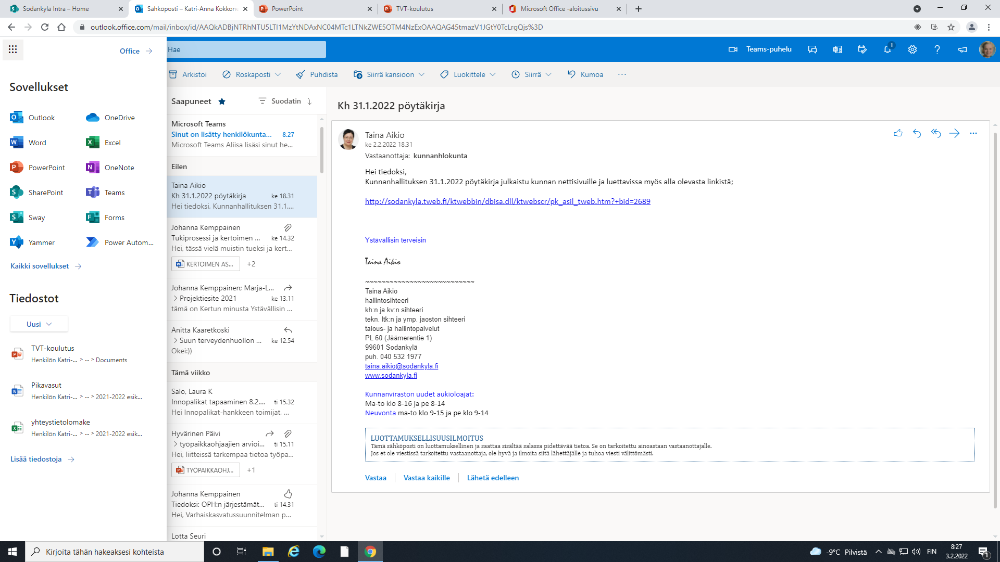 Sodankylä Intra – Home
Sähköposti – Katri-Anna Kokkone
PowerPoint
TVT-koulutus
Microsoft Office -aloitussivu
outlook.office.com/mail/inbox/id/AAQkADBjNTRhNTU5LTI1MzYtNDAxNC04MTc1LTNkZWE5OTM4NzExOAAQAG45tmazV1JGtY0TcLrgQjs%3D
Office
Hae
Teams-puhelu
1
Arkistoi
Roskaposti
Puhdista
Siirrä kansioon
Luokittele
Siirrä
Kumoa
Sovellukset
Outlook
OneDrive
Word
Excel
PowerPoint
OneNote
SharePoint
Teams
Sway
Forms
Yammer
Power Autom...
Kaikki sovellukset
Tiedostot
Uusi
TVT-koulutus
Henkilön Katri-... > ... > Documents
Pikavasut
Henkilön Katri-... > ... > 2021-2022 esik...
yhteystietolomake
Henkilön Katri-... > ... > 2021-2022 esik...
Lisää tiedostoja
Saapuneet
Suodatin
Microsoft Teams
Sinut on lisätty henkilökunta... 8.27
Microsoft Teams Aliisa lisäsi sinut he...
Eilen
Taina Aikio
Kh 31.1.2022 pöytäkirja ke 18.31
Hei tiedoksi, Kunnanhallituksen 31.1....
Johanna Kemppainen
Tukiprosessi ja kertoimen ... ke 14.32
Hei, tässä vielä muistin tueksi ja kert...
KERTOIMEN AS... +2
Johanna Kemppainen; Marja-L...
> Projektiesite 2021 ke 13.11
tämä on Kertun minusta Ystävällisin ...
Anitta Kaaretkoski
> Suun terveydenhuollon ... ke 12.54
Okei:))
Tämä viikko
Salo, Laura K
Innopalikat tapaaminen 8.2.... ti 15.32
Hei Innopalikat-hankkeen toimijat, ...
Hyvärinen Päivi
> työpaikkaohjaajien arvioi... ti 15.11
Hei, liitteissä tarkempaa tietoa työpa...
TYÖPAIKKAOHJ... +1
Johanna Kemppainen
Tiedoksi: OPH:n järjestämät... ti 14.31
Hei, Varhaiskasvatussuunnitelman p...
Lotta Seuri
Kh 31.1.2022 pöytäkirja
Taina Aikio
ke 2.2.2022 18.31
Vastaanottaja: kunnanhlokunta
Hei tiedoksi,
Kunnanhallituksen 31.1.2022 pöytäkirja julkaistu kunnan nettisivuille ja luettavissa myös alla olevasta linkistä;
http://sodankyla.tweb.fi/ktwebbin/dbisa.dll/ktwebscr/pk_asil_tweb.htm?+bid=2689
Ystävällisin terveisin
Taina Aikio
~~~~~~~~~~~~~~~~~~~~~~~~~~~
Taina Aikio
hallintosihteeri
kh:n ja kv:n sihteeri
tekn. ltk:n ja ymp. jaoston sihteeri
talous- ja hallintopalvelut
PL 60 (Jäämerentie 1)
99601 Sodankylä
puh. 040 532 1977
taina.aikio@sodankyla.fi
www.sodankyla.fi
Kunnanviraston uudet aukioloajat:
Ma-to klo 8-16 ja pe 8-14
Neuvonta ma-to klo 9-15 ja pe klo 9-14
LUOTTAMUKSELLISUUSILMOITUS
Tämä sähköposti on luottamuksellinen ja saattaa sisältää salassa pidettävää tietoa. Se on tarkoitettu ainoastaan vastaanottajalle.
Jos et ole viestissä tarkoitettu vastaanottaja, ole hyvä ja ilmoita siitä lähettäjälle ja tuhoa viesti välittömästi.
Vastaa
Vastaa kaikille
Lähetä edelleen
Kirjoita tähän hakeaksesi kohteista
-9°C Pilvistä
FIN
8:27
3.2.2022
1